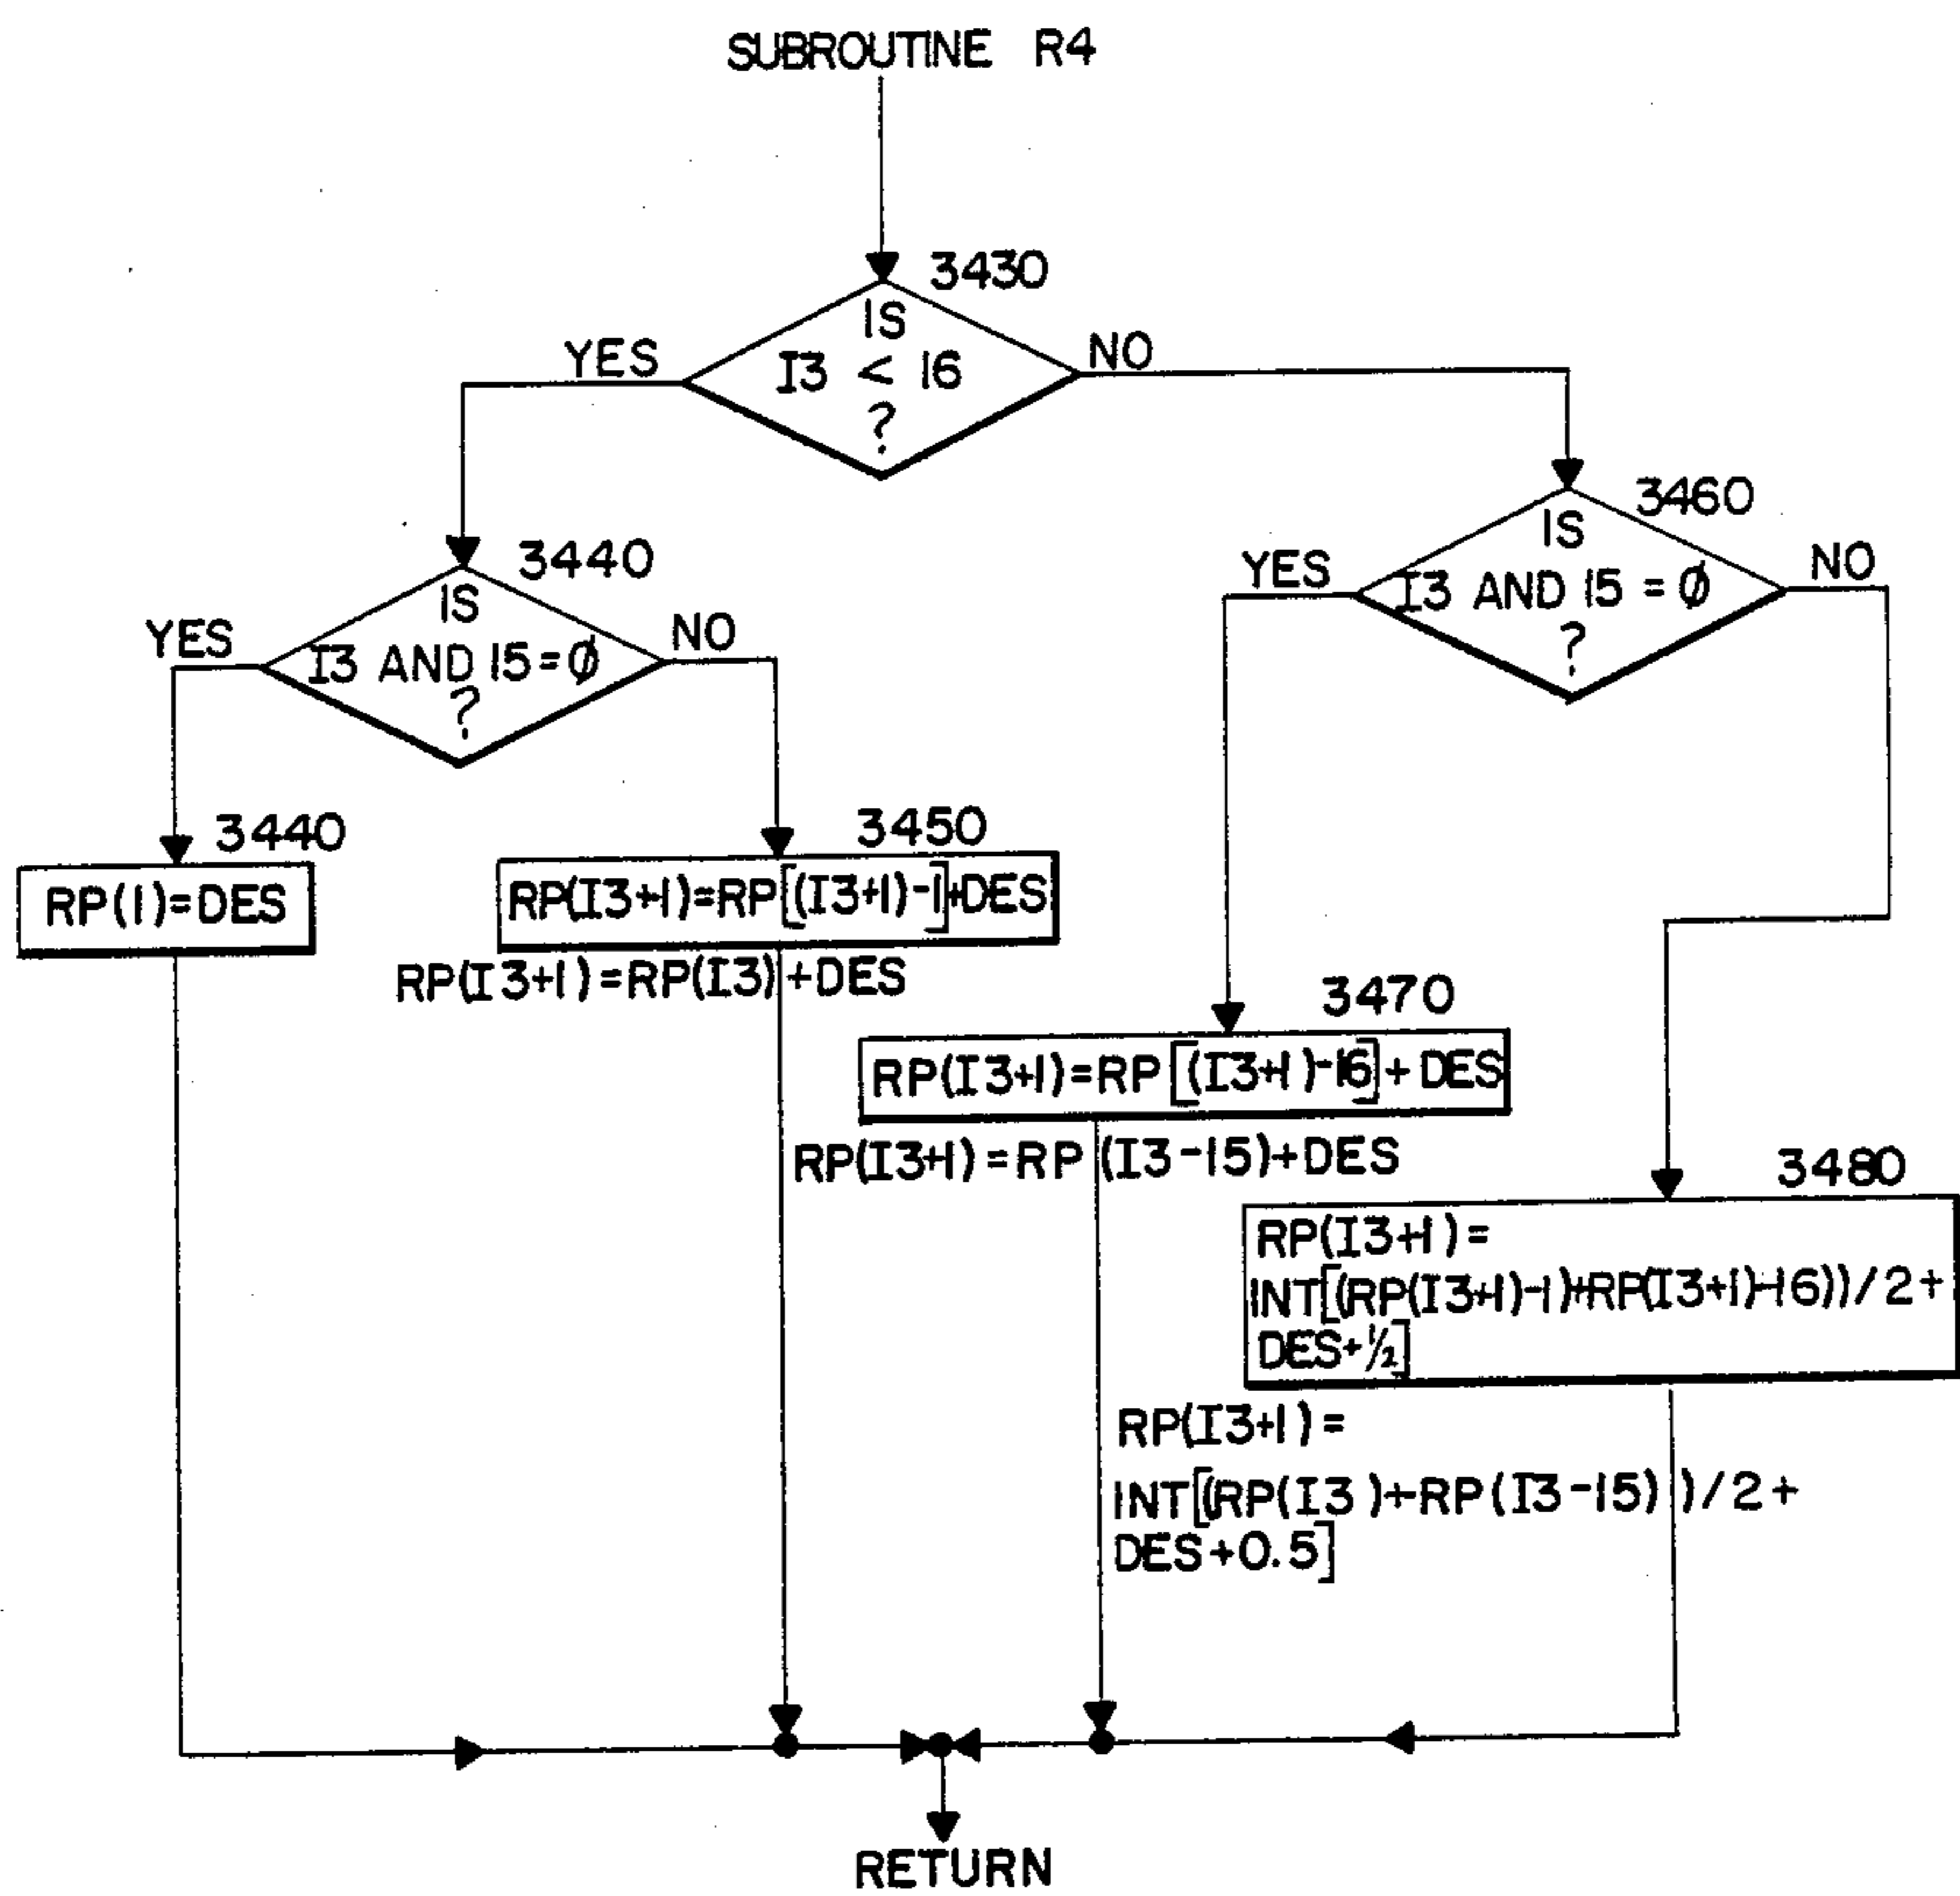 SUBROUTINE R4
3430
IS
I3 < 16
?
YES
NO
3440
IS
I3 AND 15=∅
?
YES
NO
3460
IS
I3 AND 15 = ∅
?
YES
NO
3440
RP(1)=DES
3450
RP(I3+1)=RP[(I3+1)-1]+DES
RP(I3+1)=RP(I3)+DES
3470
RP(I3+1)=RP[(I3+1)-16]+DES
RP(I3+1)=RP(I3-15)+DES
3480
RP(I3+1)=
INT[(RP(I3+1)-1)+RP(I3+1)-16))/2+
DES+½]
RP(I3+1)=
INT[(RP(I3)+RP(I3-15))/2+
DES+0.5]
RETURN